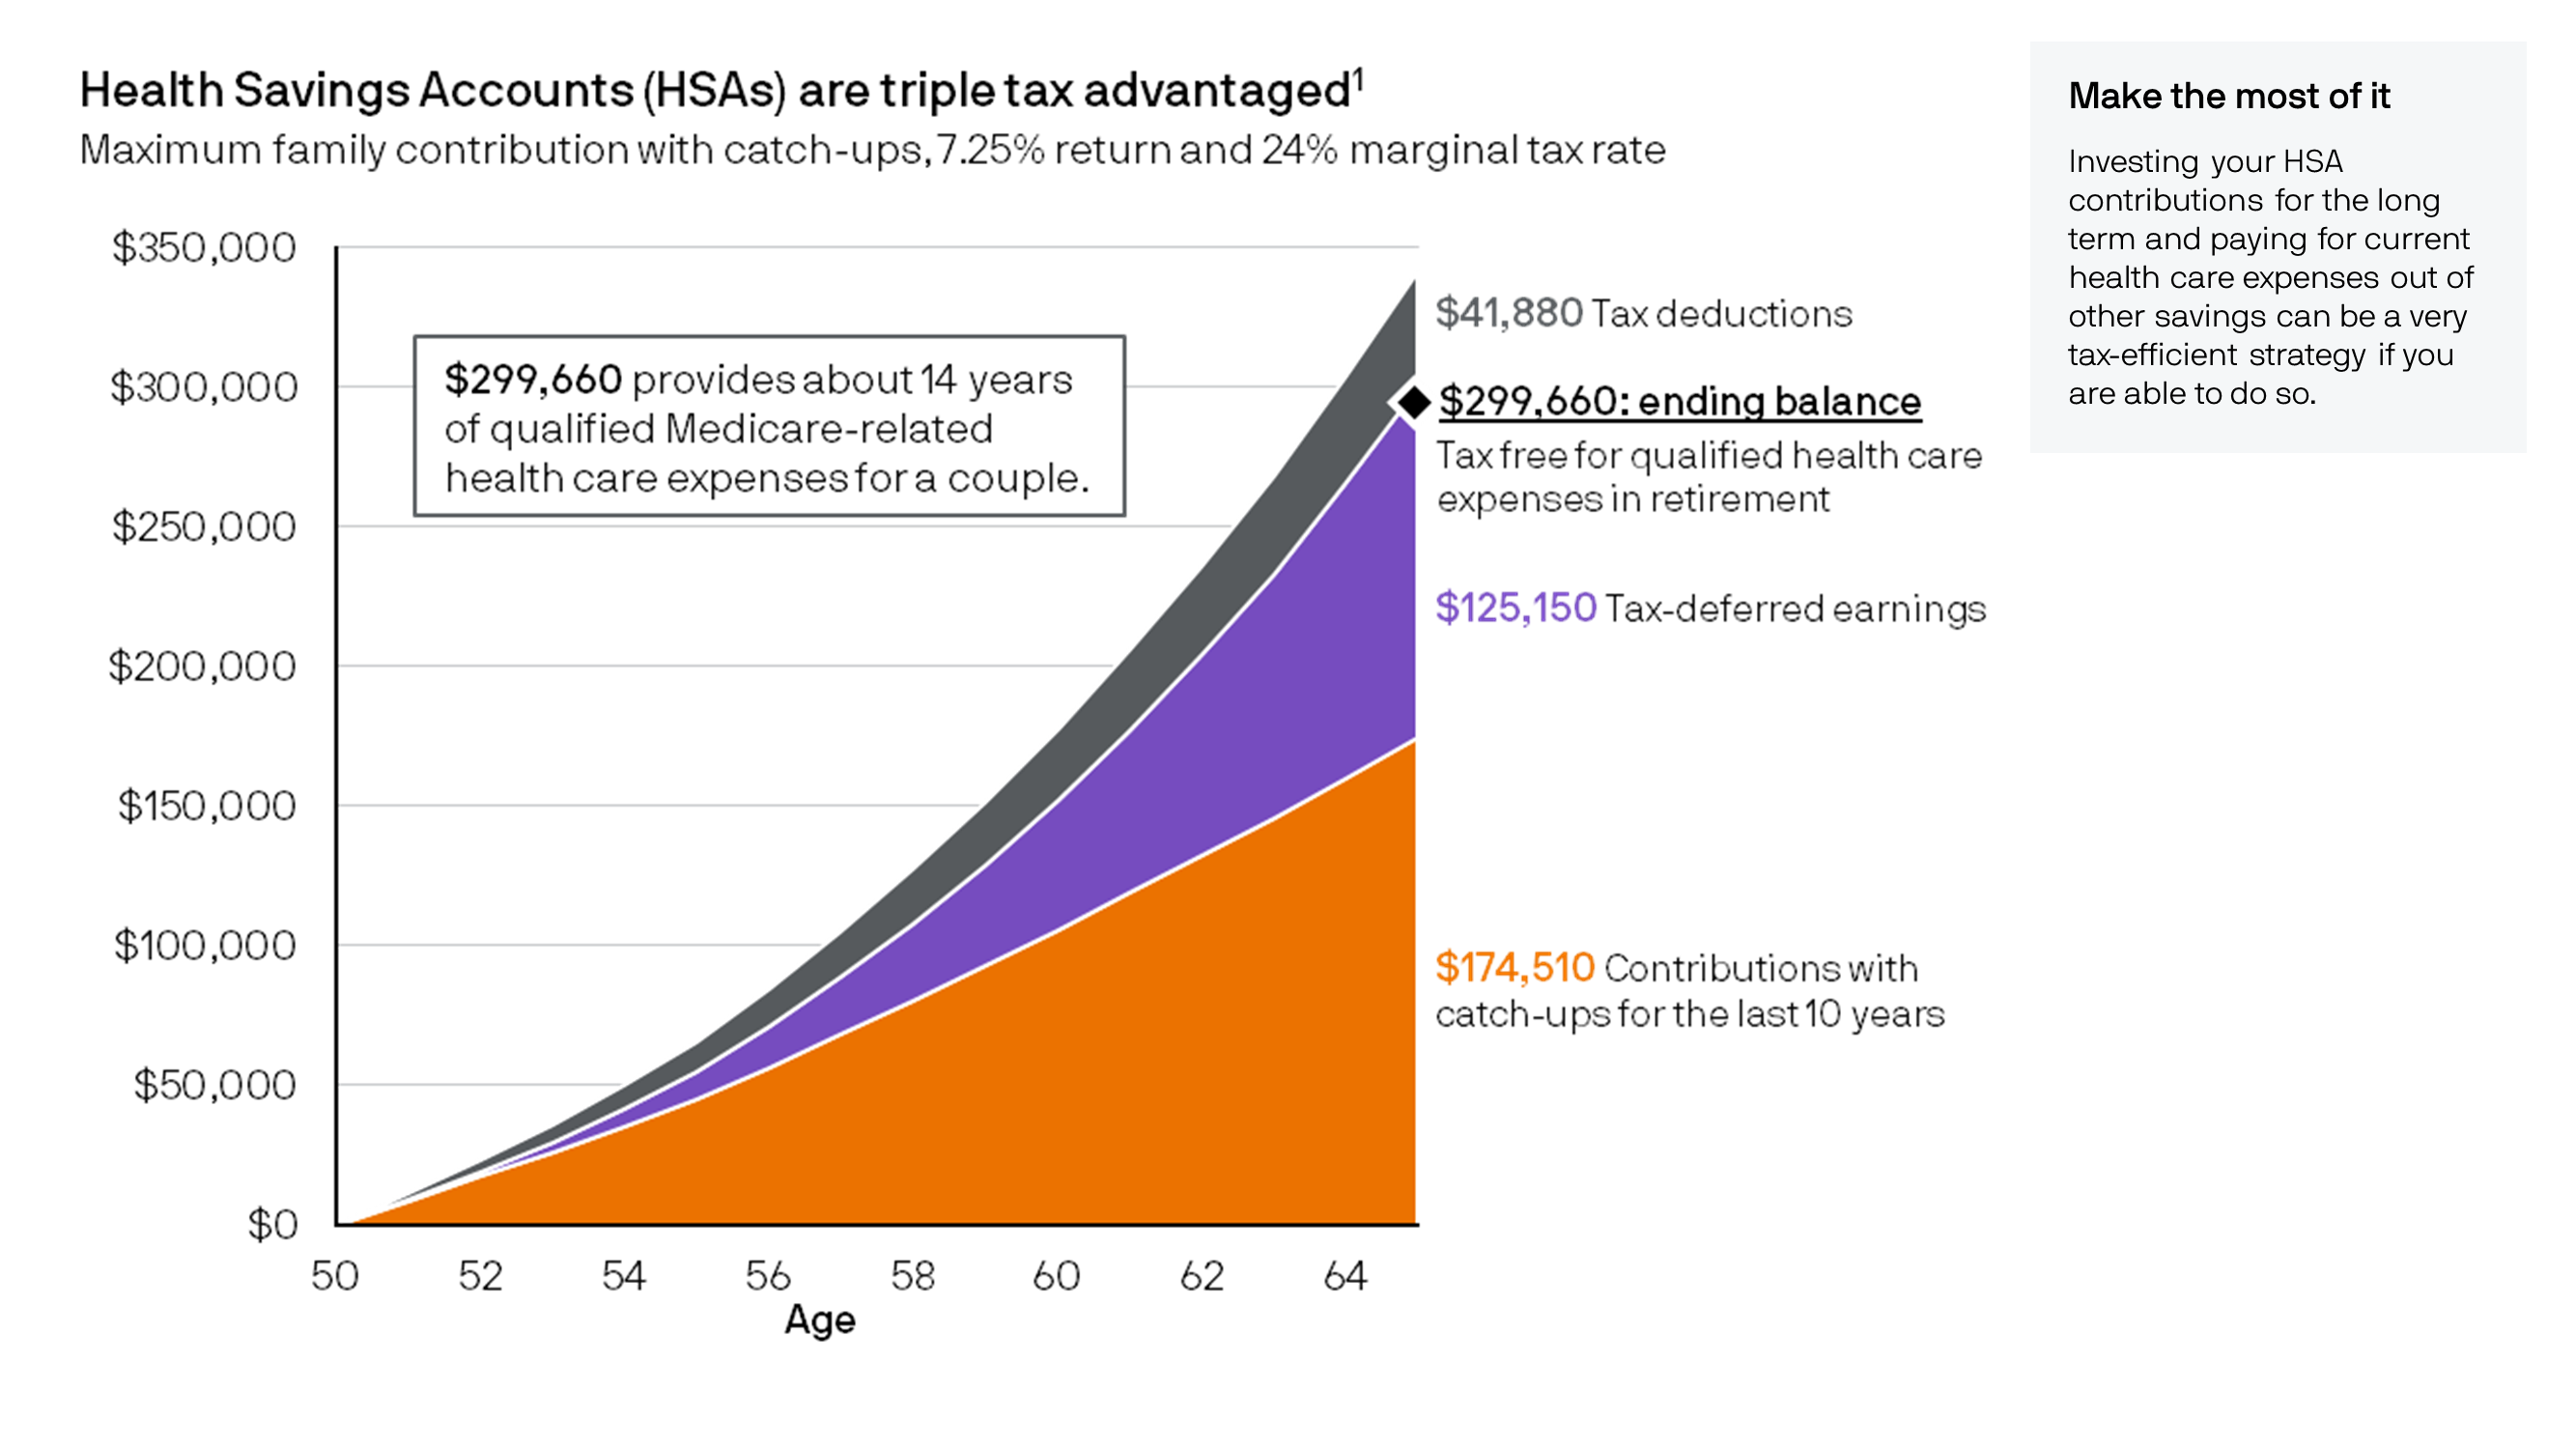 Health Savings Accounts (HSAs) are triple tax advantaged¹
Maximum family contribution with catch-ups, 7.25% return and 24% marginal tax rate
$350,000
$300,000
$250,000
$200,000
$150,000
$100,000
$50,000
$0
50 52 54 56 58 60 62 64
Age
$299,660 provides about 14 years
of qualified Medicare-related
health care expenses for a couple.
$41,880 Tax deductions
$299,660: ending balance
Tax free for qualified health care
expenses in retirement
$125,150 Tax-deferred earnings
$174,510 Contributions with
catch-ups for the last 10 years
Make the most of it
Investing your HSA
contributions for the long
term and paying for current
health care expenses out of
other savings can be a very
tax-efficient strategy if you
are able to do so.